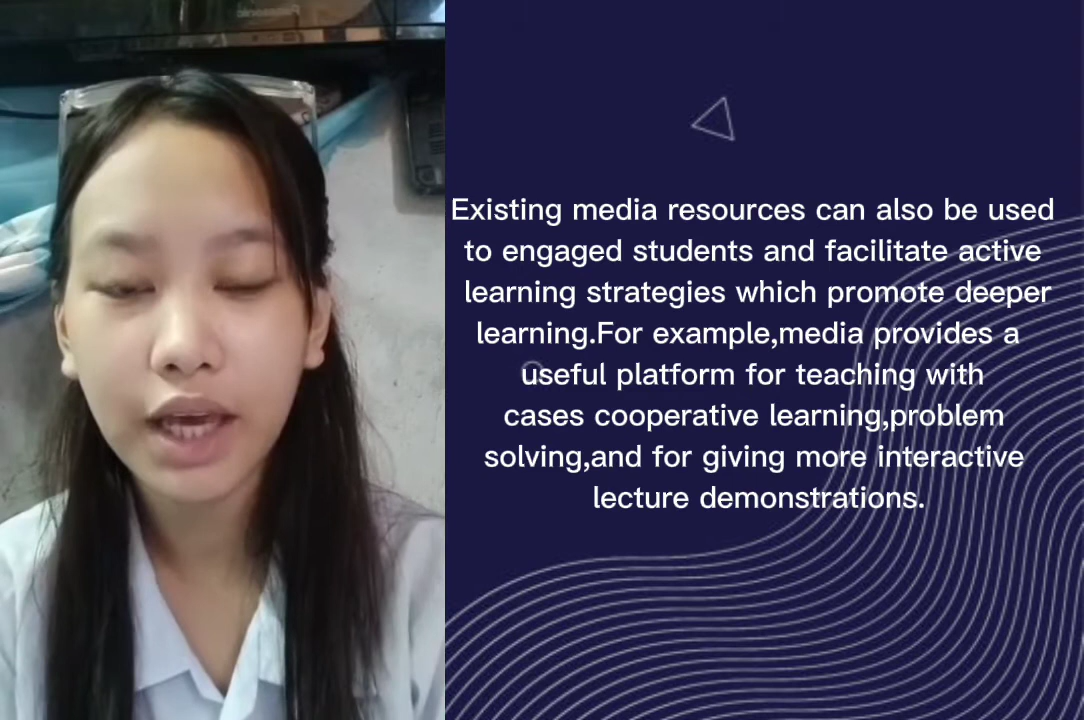 Panasonic
Existing media resources can also be used
to engaged students and facilitate active
learning strategies which promote deeper
learning.For example,media provides a
useful platform for teaching with
cases cooperative learning,problem
solving,and for giving more interactive
lecture demonstrations.